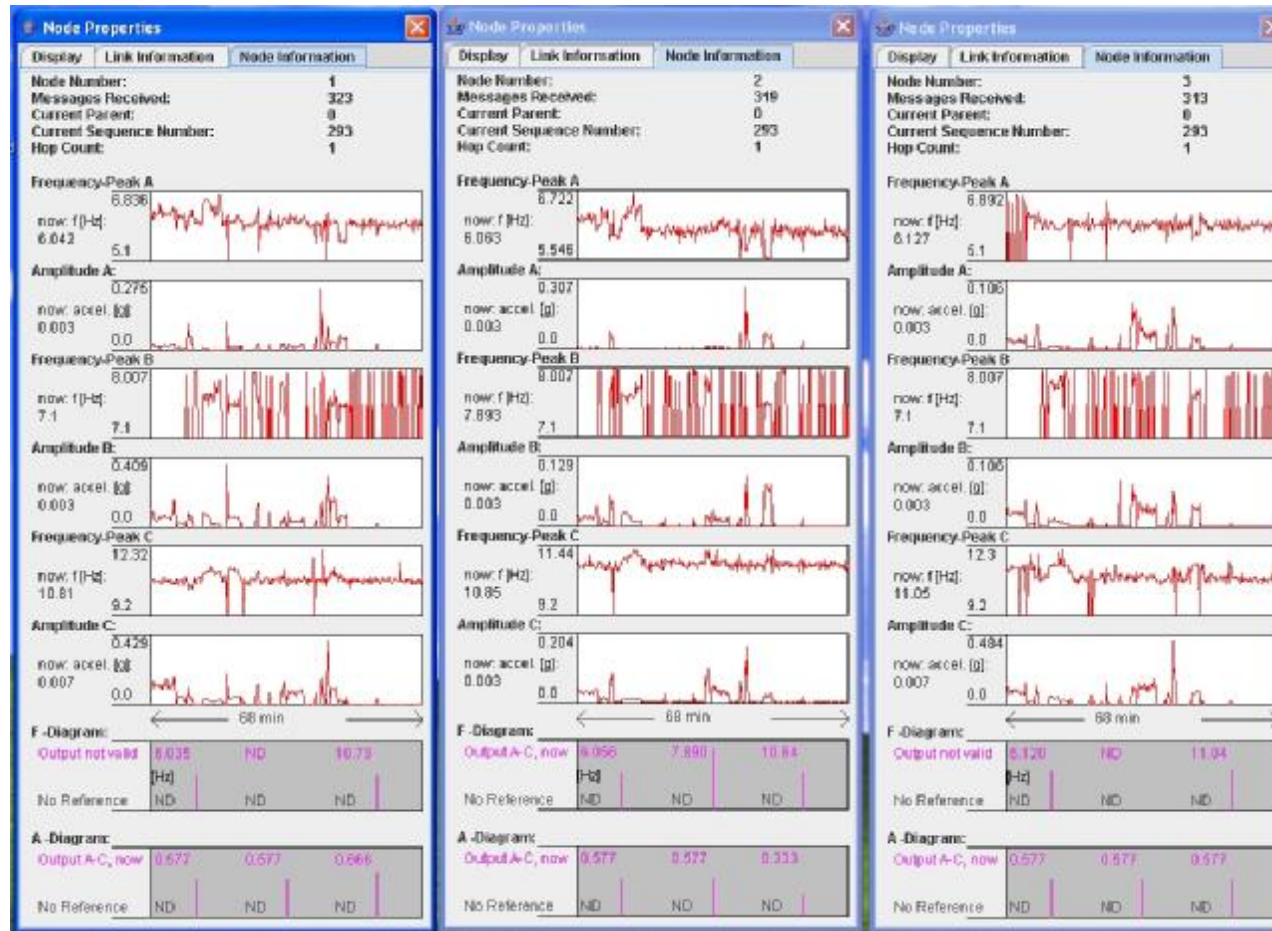 Node Properties
Display Link Information Node Information
Node Number: 1
Messages Received: 323
Current Parent: 0
Current Sequence Number: 293
Hop Count: 1
Frequency-Peak A
6.836
now: f [Hz]:
6.042
5.1
Amplitude A:
0.275
now: accel. [g]:
0.003
0.0
Frequency-Peak B
8.007
now: f [Hz]:
7.1
7.1
Amplitude B:
0.409
now: accel. [g]:
0.003
0.0
Frequency-Peak C
12.32
now: f [Hz]:
10.81
9.2
Amplitude C:
0.429
now: accel. [g]:
0.007
0.0
68 min
F-Diagram:
Output not valid 6.035 ND 10.79
[Hz]
No Reference ND ND ND
A-Diagram:
Output A-C, now 0.577 0.577 0.666
No Reference ND ND ND
Node Properties
Display Link Information Node Information
Node Number: 2
Messages Received: 319
Current Parent: 0
Current Sequence Number: 293
Hop Count: 1
Frequency-Peak A
6.722
now: f [Hz]:
6.063
5.546
Amplitude A:
0.307
now: accel. [g]:
0.003
0.0
Frequency-Peak B
8.007
now: f [Hz]:
7.893
7.1
Amplitude B:
0.129
now: accel. [g]:
0.003
0.0
Frequency-Peak C
11.44
now: f [Hz]:
10.85
9.2
Amplitude C:
0.204
now: accel. [g]:
0.003
0.0
68 min
F-Diagram:
Output A-C, now 6.056 7.890 10.84
[Hz]
No Reference ND ND ND
A-Diagram:
Output A-C, now 0.577 0.577 0.333
No Reference ND ND ND
Node Properties
Display Link Information Node Information
Node Number: 3
Messages Received: 313
Current Parent: 0
Current Sequence Number: 293
Hop Count: 1
Frequency-Peak A
6.892
now: f [Hz]:
6.127
5.1
Amplitude A:
0.106
now: accel. [g]:
0.003
0.0
Frequency-Peak B
8.007
now: f [Hz]:
7.1
7.1
Amplitude B:
0.106
now: accel. [g]:
0.003
0.0
Frequency-Peak C
12.3
now: f [Hz]:
11.05
9.2
Amplitude C:
0.484
now: accel. [g]:
0.007
0.0
68 min
F-Diagram:
Output not valid 6.120 ND 11.04
[Hz]
No Reference ND ND ND
A-Diagram:
Output A-C, now 0.577 0.577 0.577
No Reference ND ND ND